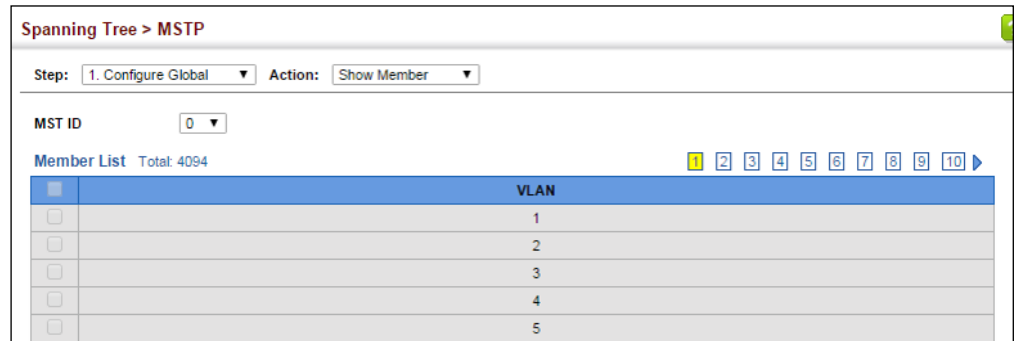 Spanning Tree > MSTP
Step: 1. Configure Global Action: Show Member
MST ID 0
Member List Total: 4094 1 2 3 4 5 6 7 8 9 10
VLAN
1
2
3
4
5